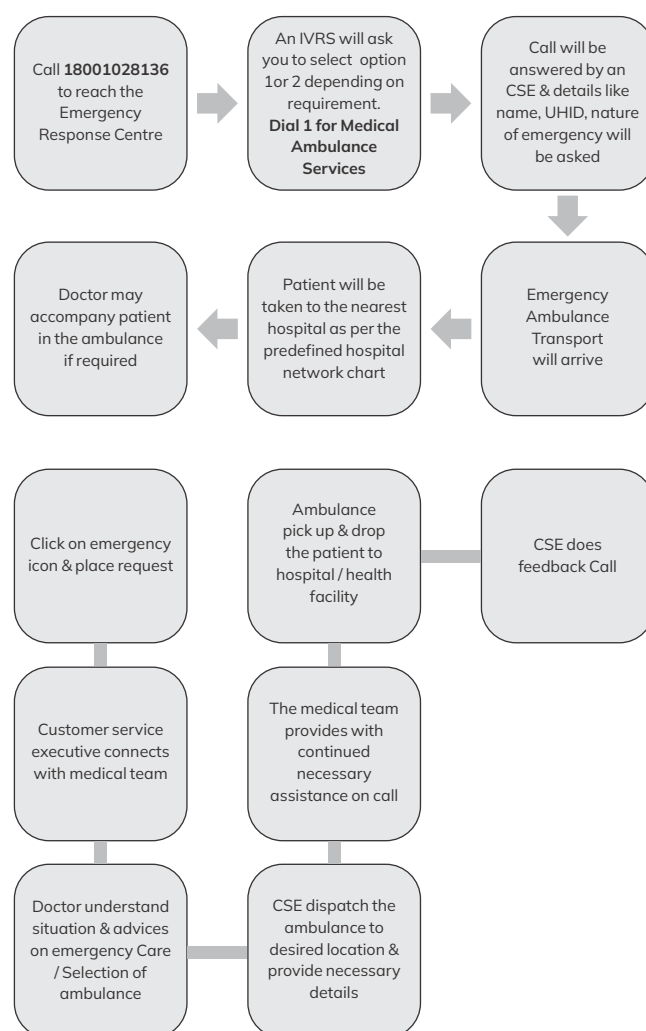 Call 18001028136
to reach the
Emergency
Response Centre
An IVRS will ask
you to select option
1or 2 depending on
requirement.
Dial 1 for Medical
Ambulance
Services
Call will be
answered by an
CSE & details like
name, UHID, nature
of emergency will
be asked
Emergency
Ambulance
Transport
will arrive
Patient will be
taken to the nearest
hospital as per the
predefined hospital
network chart
Doctor may
accompany patient
in the ambulance
if required
Click on emergency
icon & place request
Customer service
executive connects
with medical team
Doctor understand
situation & advices
on emergency Care
/ Selection of
ambulance
CSE dispatch the
ambulance to
desired location &
provide necessary
details
The medical team
provides with
continued
necessary
assistance on call
Ambulance
pick up & drop
the patient to
hospital / health
facility
CSE does
feedback Call